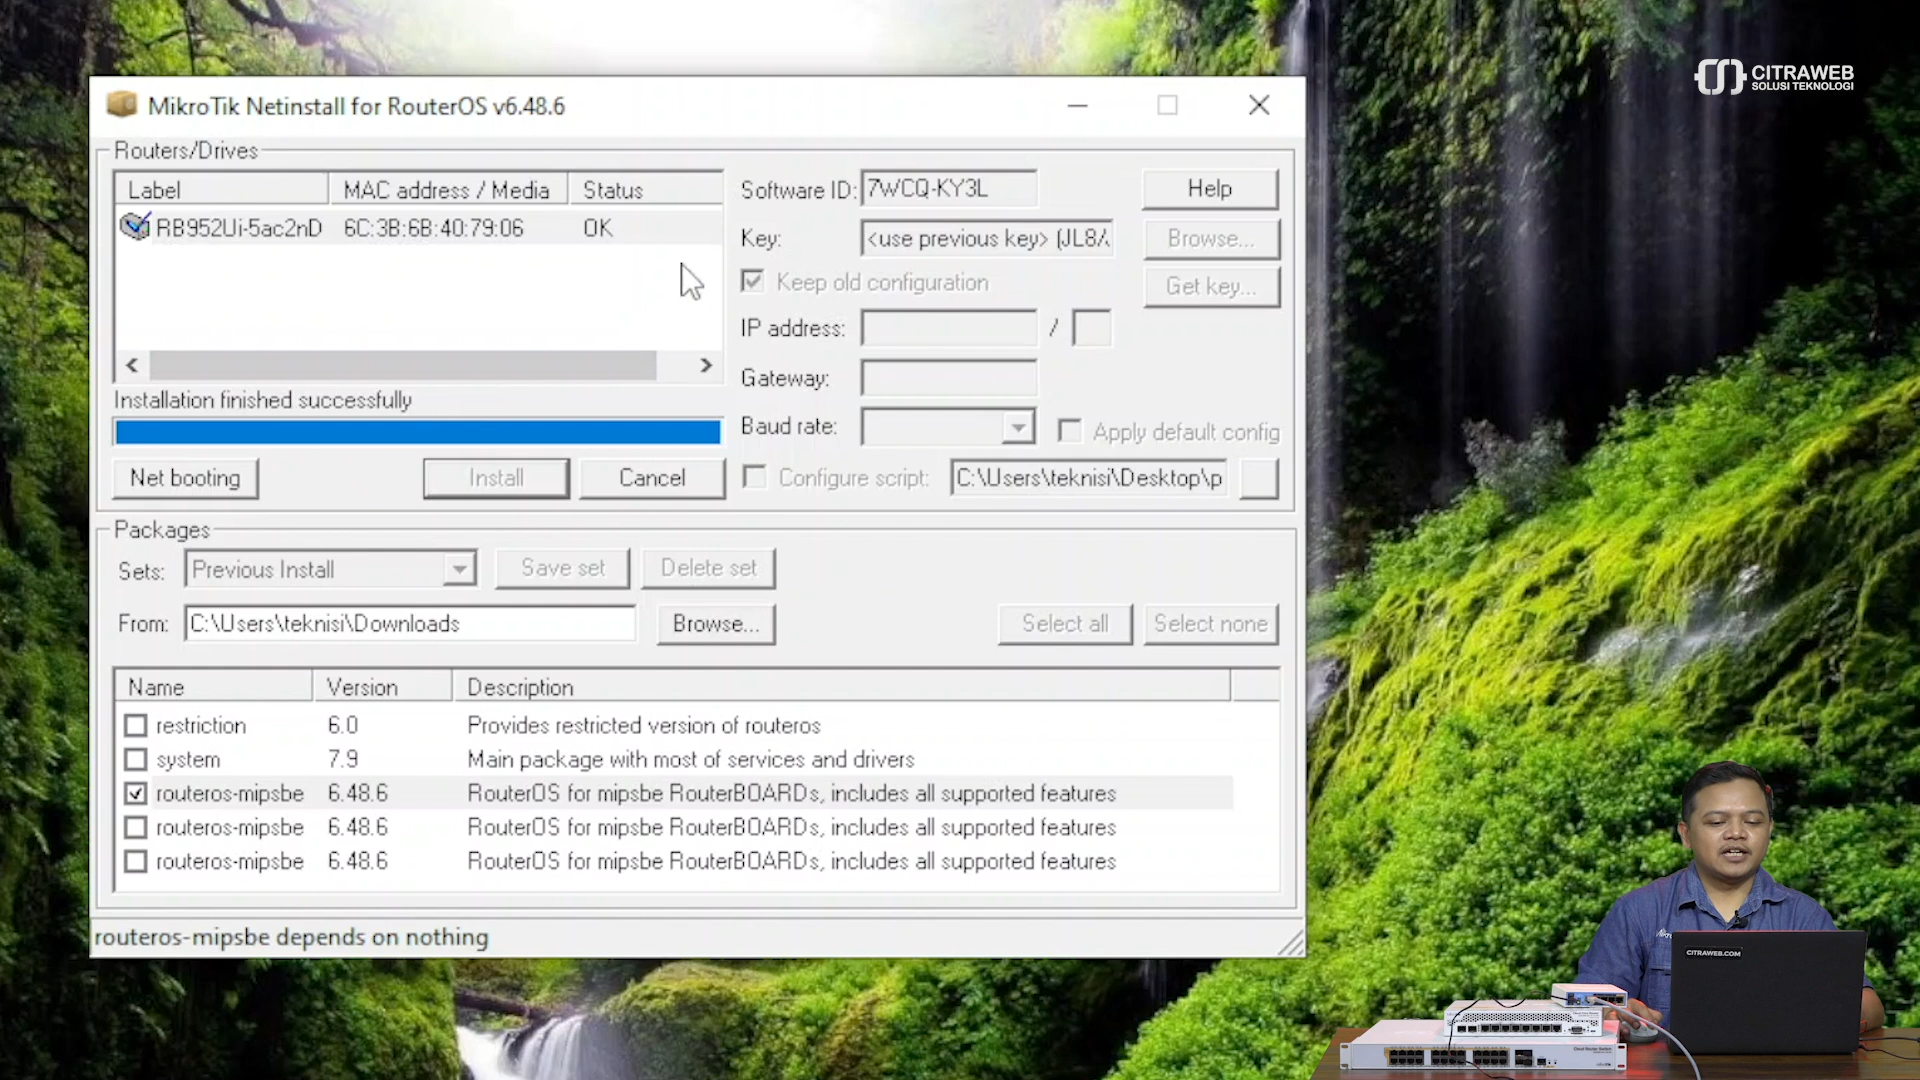 CITRAWEB
SOLUSI TEKNOLOGI
MikroTik Netinstall for RouterOS v6.48.6
Routers/Drives
Label MAC address / Media Status
RB952Ui-5ac2nD 6C:3B:6B:40:79:06 OK
Installation finished successfully
Net booting Install Cancel
Software ID: 7WCQ-KY3L Help
Key: <use previous key> (JL8/\ Browse...
Keep old configuration Get key...
IP address: /
Gateway:
Baud rate: Apply default config
Configure script: C:\Users\teknisi\Desktop\p
Packages
Sets: Previous Install Save set Delete set
From: C:\Users\teknisi\Downloads Browse... Select all Select none
Name Version Description
restriction 6.0 Provides restricted version of routeros
system 7.9 Main package with most of services and drivers
routeros-mipsbe 6.48.6 RouterOS for mipsbe RouterBOARDs, includes all supported features
routeros-mipsbe 6.48.6 RouterOS for mipsbe RouterBOARDs, includes all supported features
routeros-mipsbe 6.48.6 RouterOS for mipsbe RouterBOARDs, includes all supported features
routeros-mipsbe depends on nothing
CITRAWEB.COM